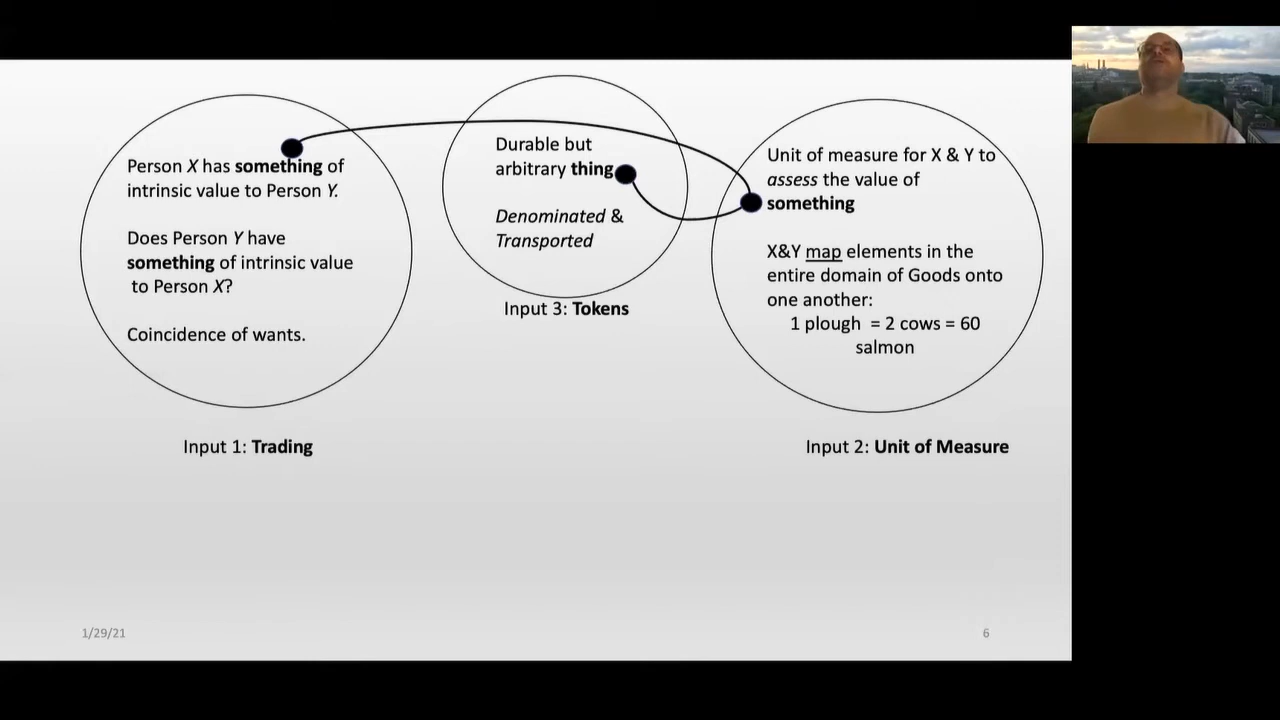 Person X has something of
intrinsic value to Person Y.
Does Person Y have
something of intrinsic value
to Person X?
Coincidence of wants.
Input 1: Trading
Durable but
arbitrary thing
Denominated &
Transported
Input 3: Tokens
Unit of measure for X & Y to
assess the value of
something
X&Y map elements in the
entire domain of Goods onto
one another:
1 plough = 2 cows = 60
salmon
Input 2: Unit of Measure
1/29/21
6